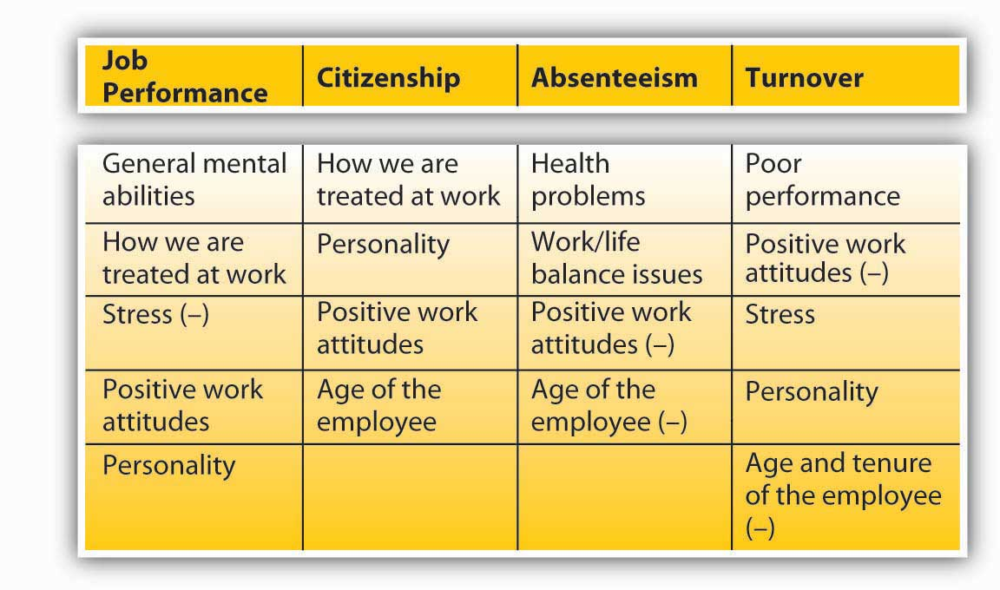 Job
Performance
Citizenship
Absenteeism
Turnover
General mental
abilities
How we are
treated at work
Health
problems
Poor
performance
How we are
treated at work
Personality
Work/life
balance issues
Positive work
attitudes (–)
Stress (–)
Positive work
attitudes
Positive work
attitudes (–)
Stress
Positive work
attitudes
Age of the
employee
Age of the
employee (–)
Personality
Personality
Age and tenure
of the employee
(–)